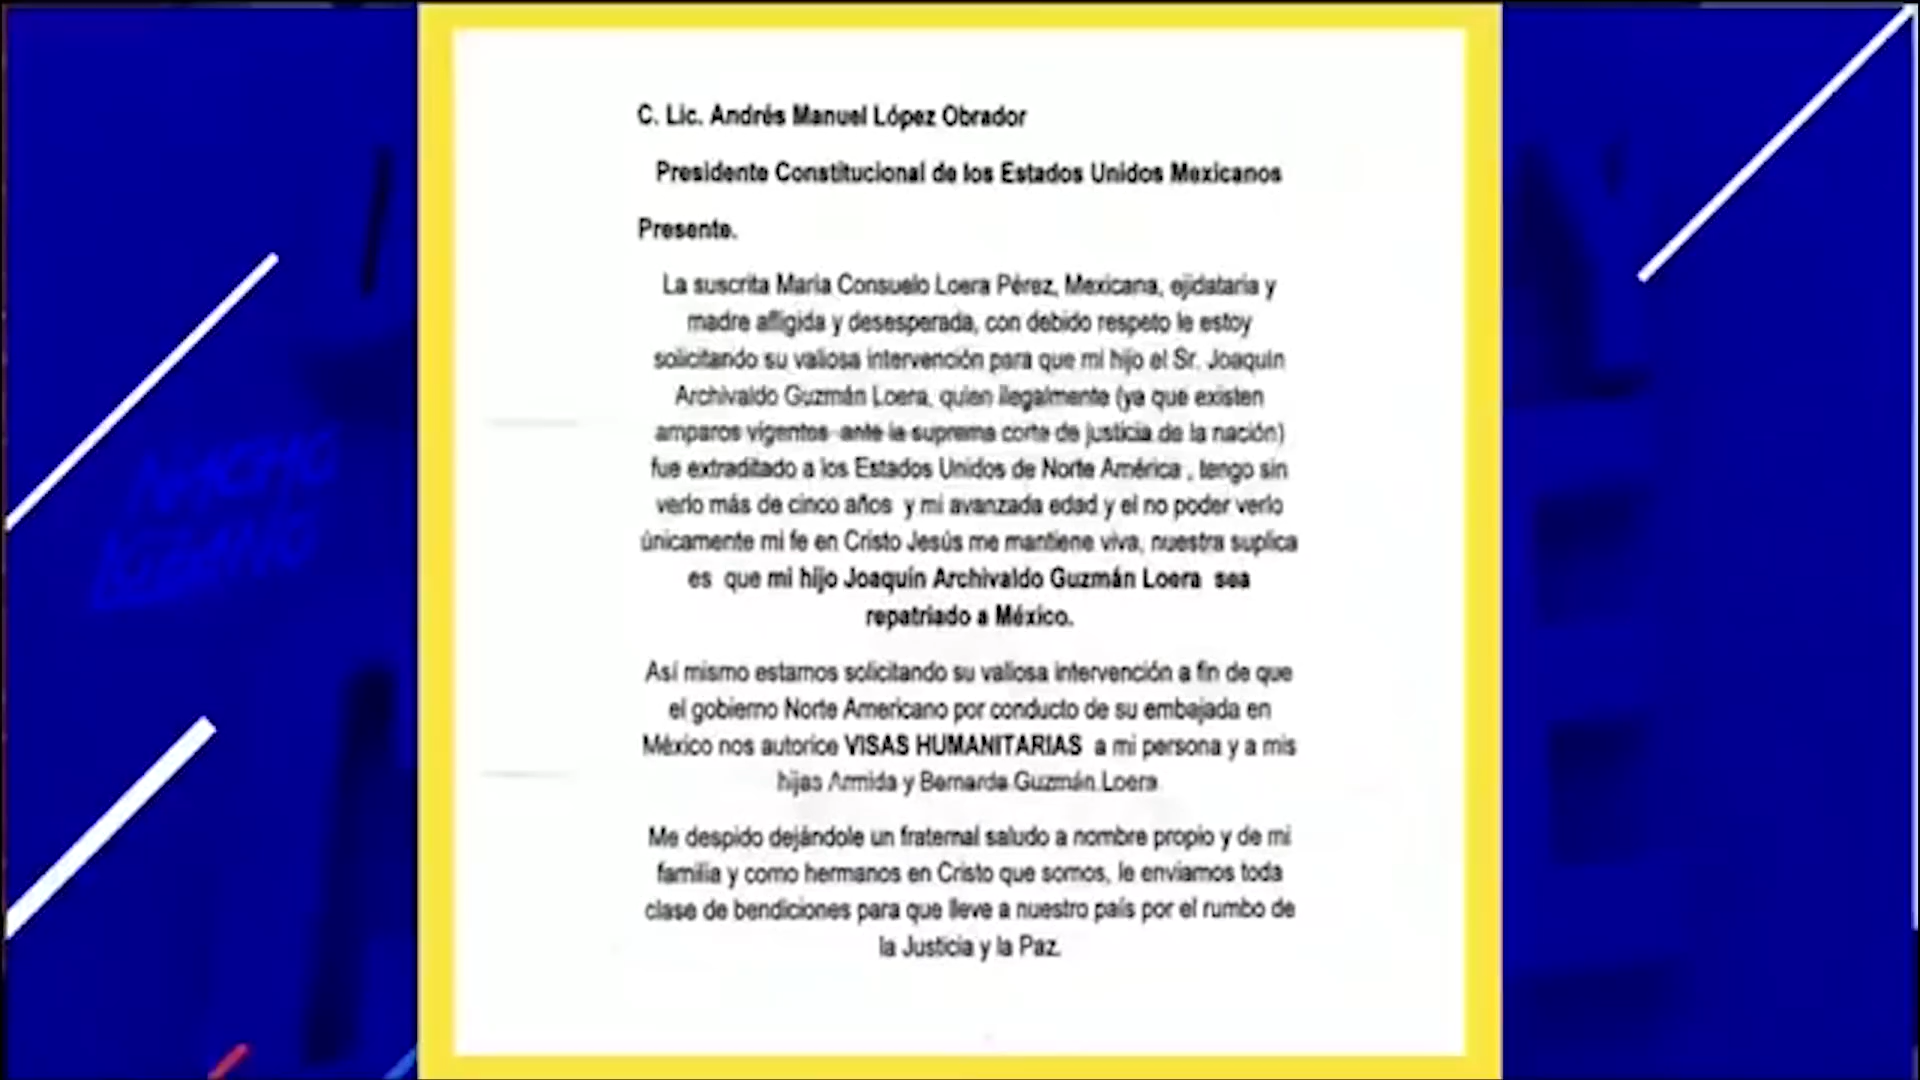 C. Lic. Andrés Manuel López Obrador
Presidente Constitucional de los Estados Unidos Mexicanos
Presente.
La suscrita María Consuelo Loera Pérez, Mexicana, ejidataria y
madre afligida y desesperada, con debido respeto le estoy
solicitando su valiosa intervención para que mi hijo el Sr. Joaquín
Archivaldo Guzmán Loera, quien ilegalmente (ya que existen
amparos vigentes ante la suprema corte de justicia de la nación)
fue extraditado a los Estados Unidos de Norte América , tengo sin
verlo más de cinco años y mi avanzada edad y el no poder verlo
únicamente mi fe en Cristo Jesús me mantiene viva, nuestra suplica
es que mi hijo Joaquín Archivaldo Guzmán Loera sea
repatriado a México.
Así mismo estamos solicitando su valiosa intervención a fin de que
el gobierno Norte Americano por conducto de su embajada en
México nos autorice VISAS HUMANITARIAS a mi persona y a mis
hijas Armida y Bernarda Guzmán Loera
Me despido dejándole un fraternal saludo a nombre propio y de mi
familia y como hermanos en Cristo que somos, le enviamos toda
clase de bendiciones para que lleve a nuestro país por el rumbo de
la Justicia y la Paz.
NACHO